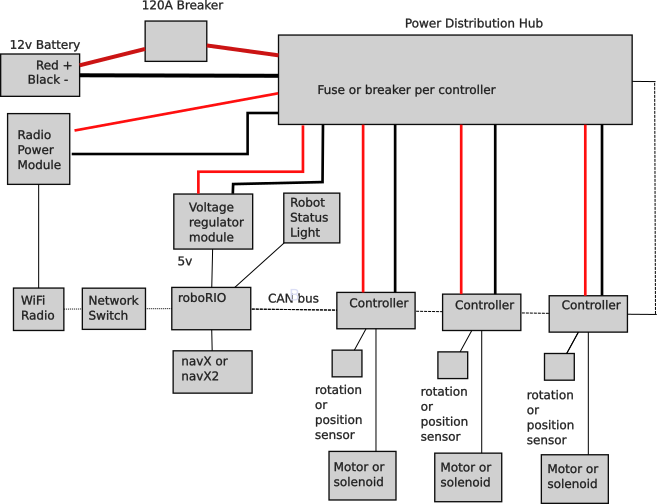 120A Breaker
Power Distribution Hub
12v Battery
Red +
Black -
Fuse or breaker per controller
Radio
Power
Module
Voltage
regulator
module
Robot
Status
Light
5v
WiFi
Radio
Network
Switch
roboRIO
CAN bus
Controller
Controller
Controller
navX or
navX2
rotation
or
position
sensor
rotation
or
position
sensor
rotation
or
position
sensor
Motor or
solenoid
Motor or
solenoid
Motor or
solenoid